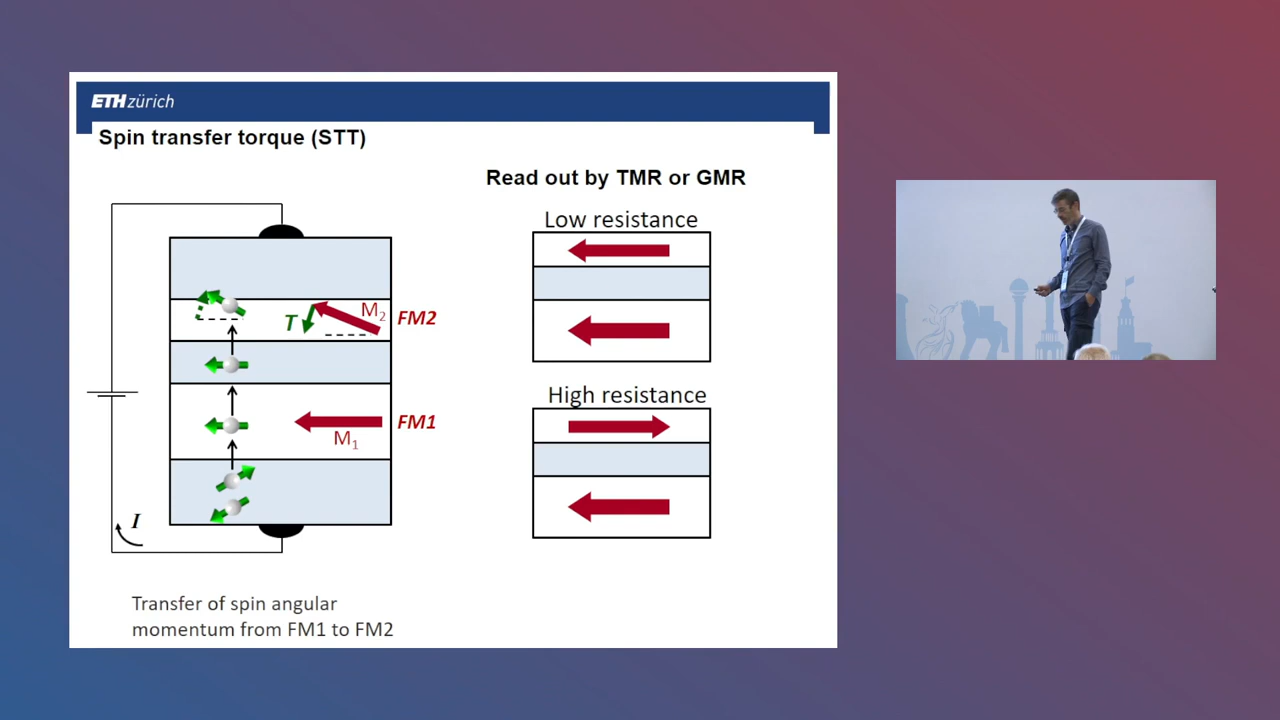 ETH zürich
Spin transfer torque (STT)
Read out by TMR or GMR
Low resistance
M2
FM2
T
High resistance
FM1
M1
I
Transfer of spin angular
momentum from FM1 to FM2